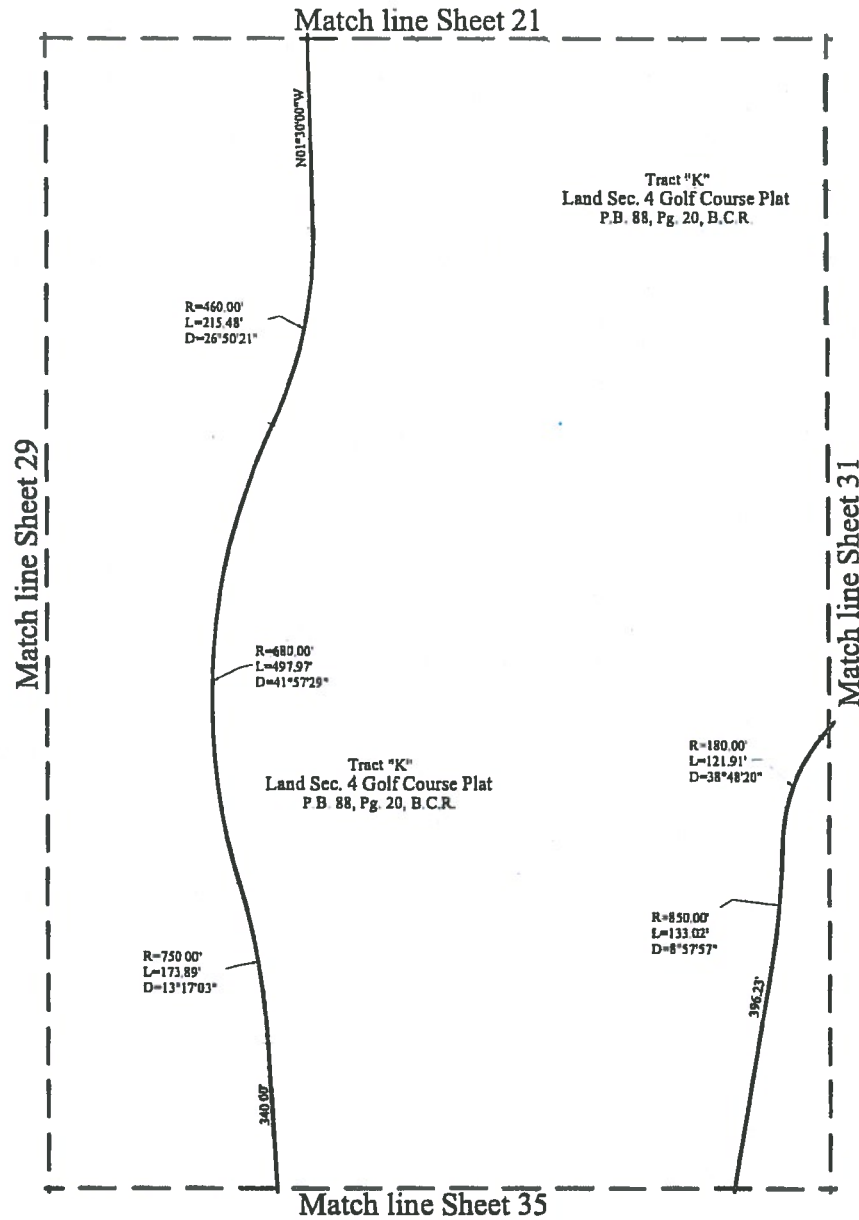 Match line Sheet 21
N01°30'00"W
Tract "K"
Land Sec. 4 Golf Course Plat
P.B. 88, Pg. 20, B.C.R.
R=460.00'
L=215.48'
D=26°50'21"
Match line Sheet 29
Match line Sheet 31
R=680.00'
L=497.97'
D=41°57'29"
R=180.00'
L=121.91'
D=38°48'20"
Tract "K"
Land Sec. 4 Golf Course Plat
P.B. 88, Pg. 20, B.C.R.
R=850.00'
L=133.02'
D=8°57'57"
R=750.00'
L=173.89'
D=13°17'03"
396.23'
340.00'
Match line Sheet 35